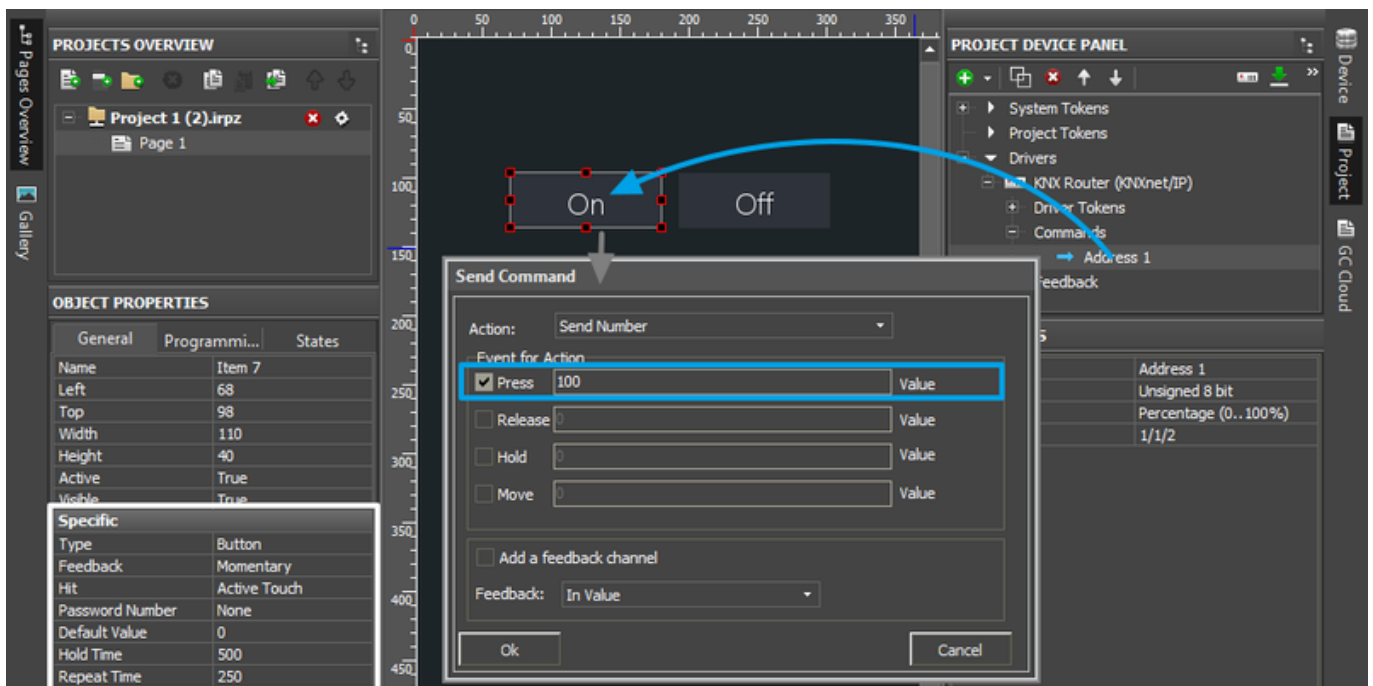 Pages Overview
Gallery
PROJECTS OVERVIEW
Project 1 (2).irpz
Page 1
OBJECT PROPERTIES
General Programmi... States
Name Item 7
Left 68
Top 98
Width 110
Height 40
Active True
Visible True
Specific
Type Button
Feedback Momentary
Hit Active Touch
Password Number None
Default Value 0
Hold Time 500
Repeat Time 250
0 50 100 150 200 250 300 350
0
50
100
150
200
250
300
350
400
450
On Off
Send Command
Action: Send Number
Event for Action
Press 100 Value
Release 0 Value
Hold 0 Value
Move 0 Value
Add a feedback channel
Feedback: In Value
Ok Cancel
PROJECT DEVICE PANEL
System Tokens
Project Tokens
Drivers
KNX Router (KNXnet/IP)
Driver Tokens
Commands
Address 1
Feedback
S
Address 1
Unsigned 8 bit
Percentage (0..100%)
1/1/2
Device
Project
GC Cloud